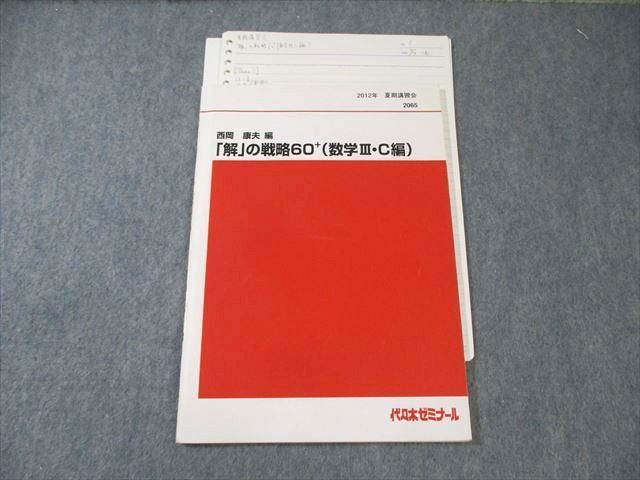 2012年 夏期講習会
2065
西岡 康夫 編
「解」の戦略60⁺(数学Ⅲ・C編)
代々木ゼミナール